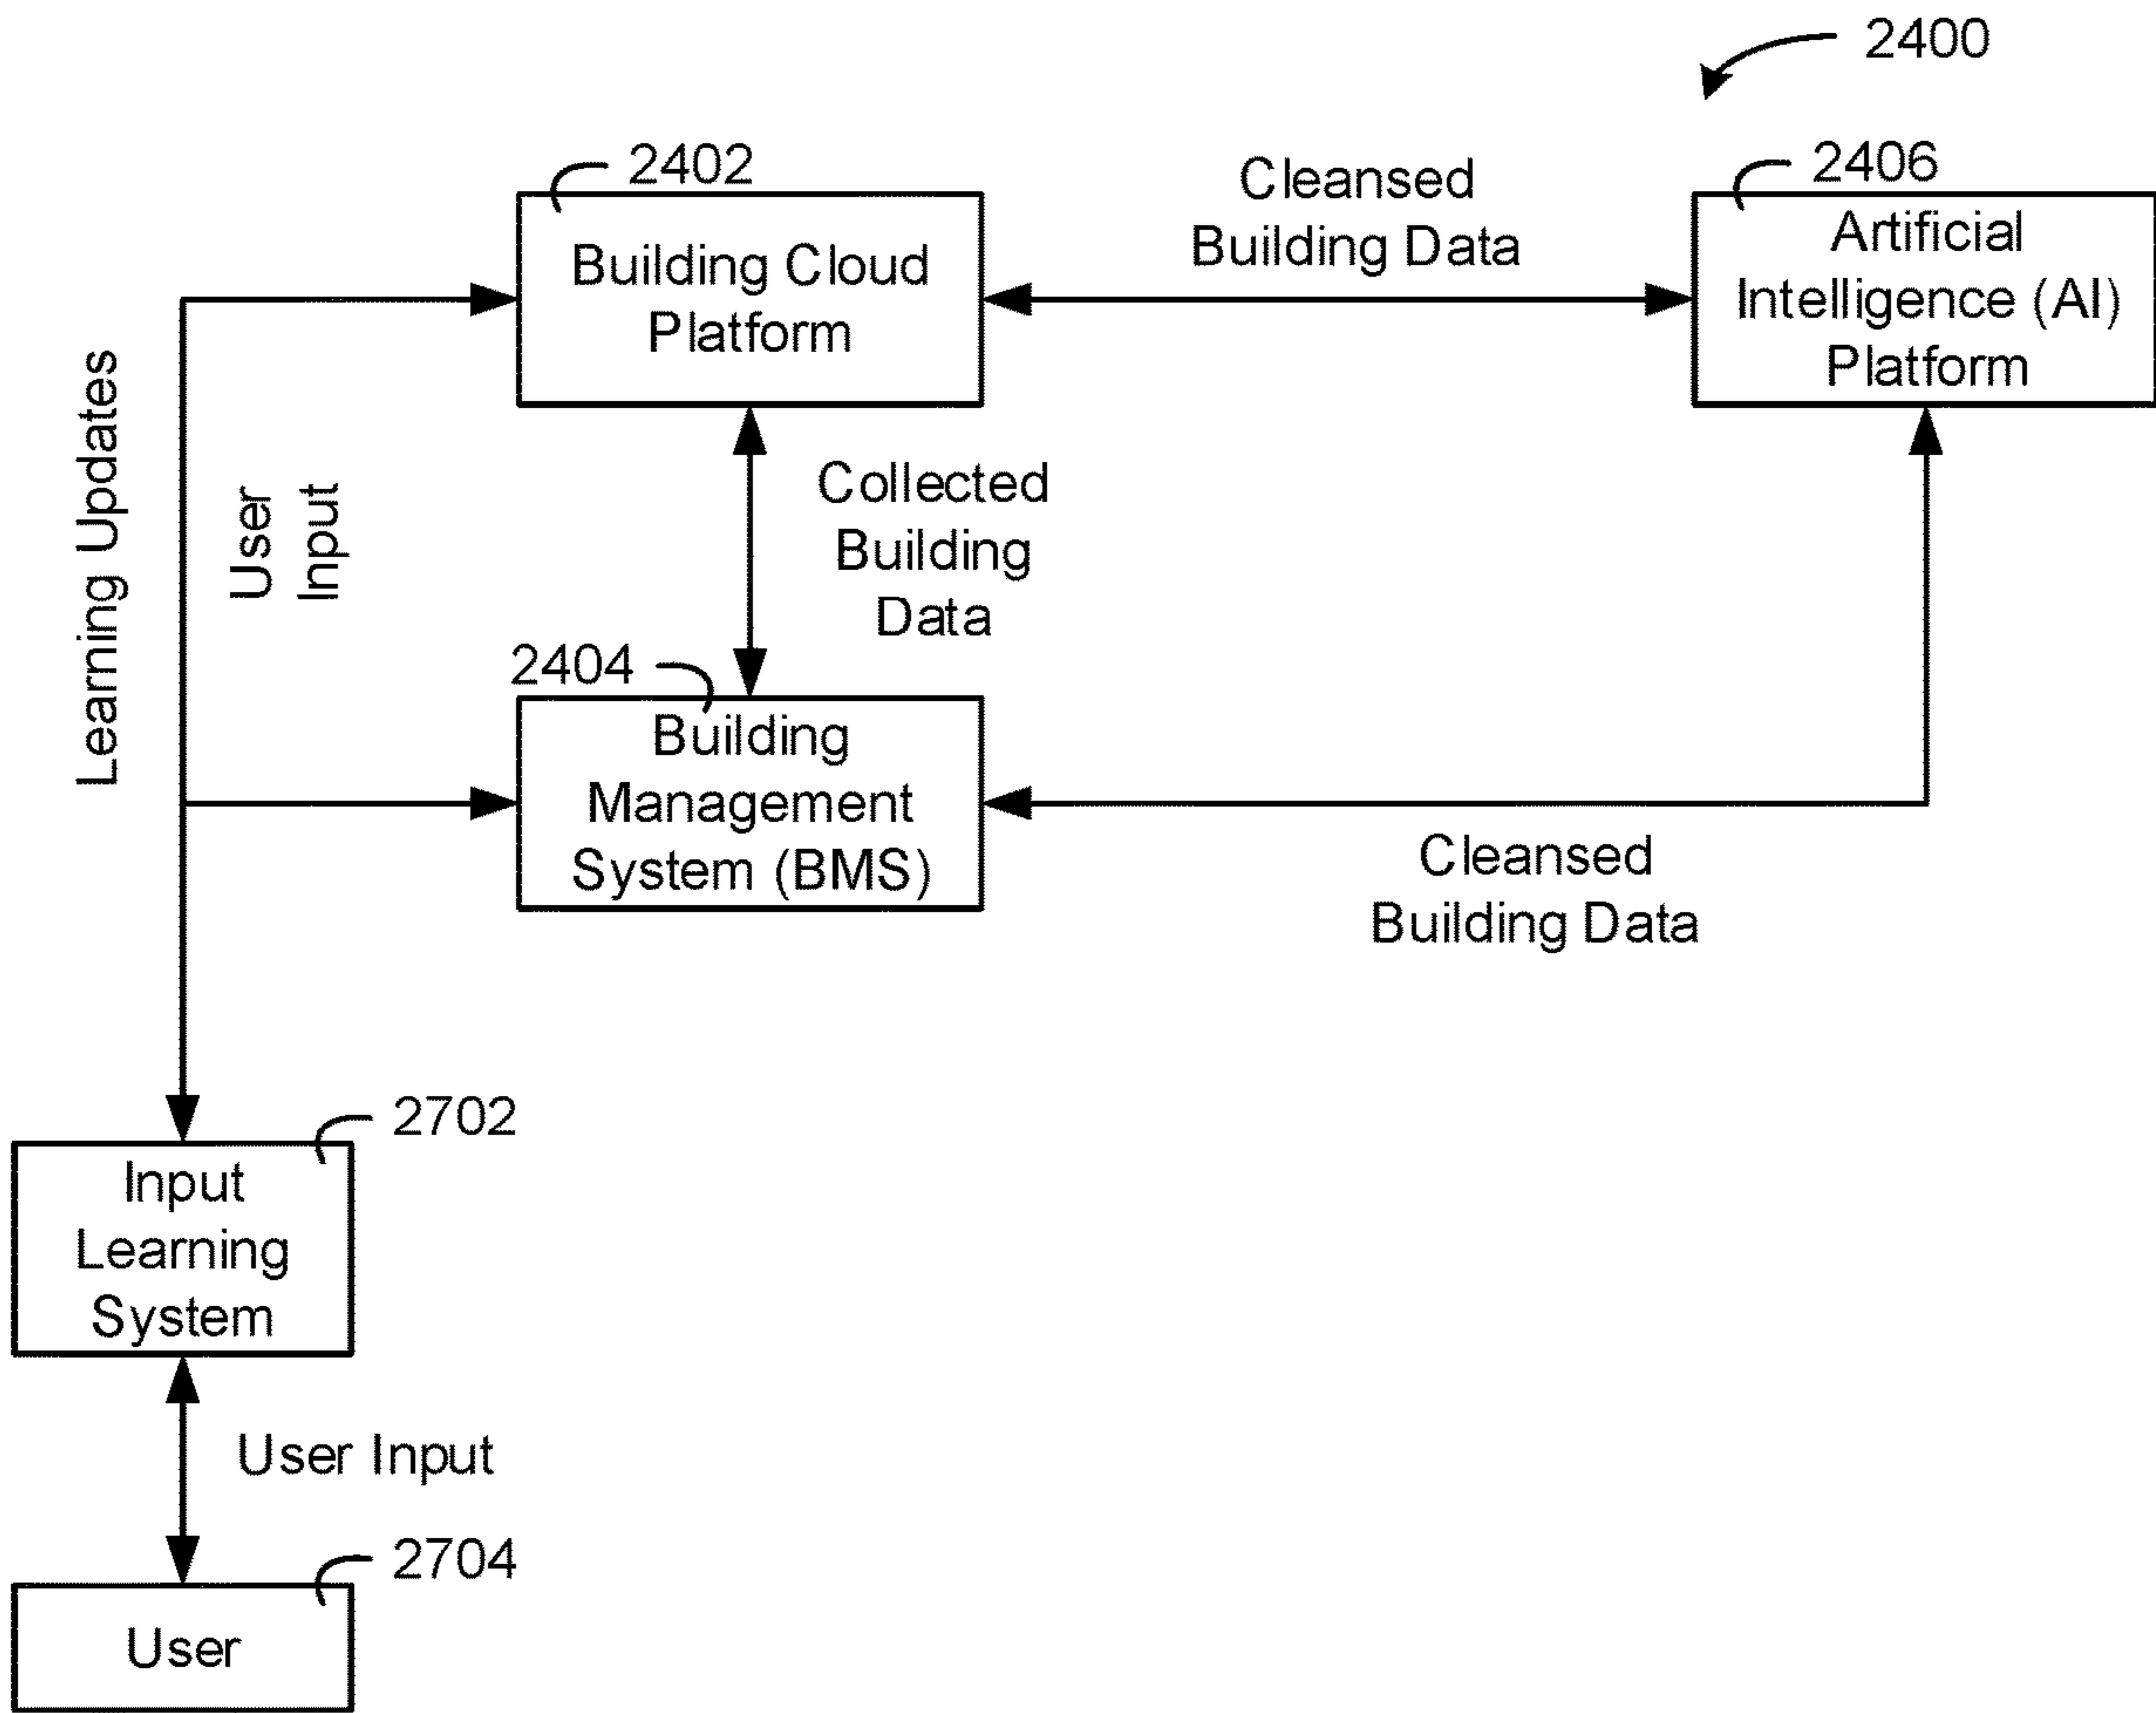 2400
2402
Building Cloud
Platform
Cleansed
Building Data
2406
Artificial
Intelligence (AI)
Platform
Learning Updates
User
Input
Collected
Building
Data
2404
Building
Management
System (BMS)
Cleansed
Building Data
2702
Input
Learning
System
User Input
2704
User